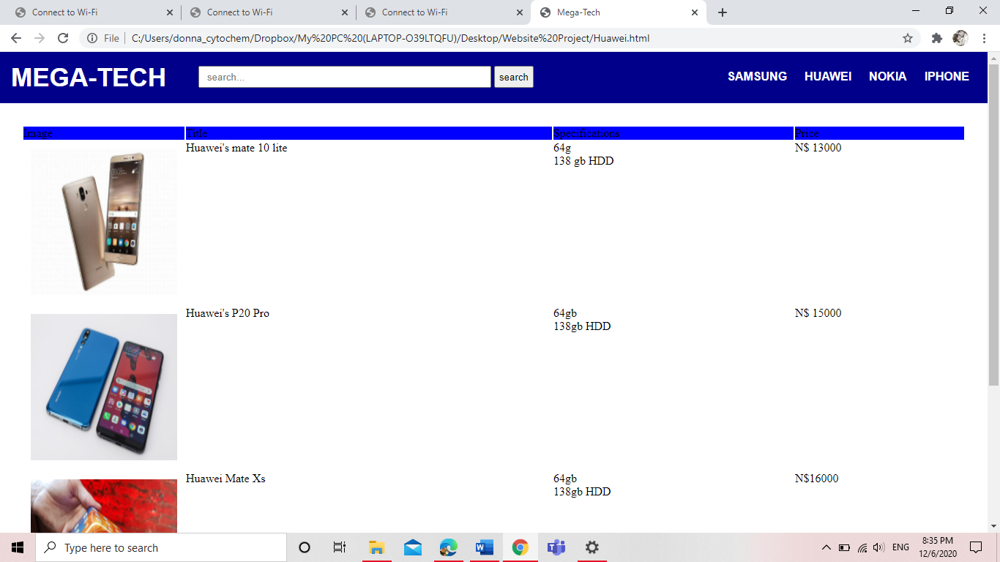 Connect to Wi-Fi
Connect to Wi-Fi
Connect to Wi-Fi
Mega-Tech
File
C:/Users/donna_cytochem/Dropbox/My%20PC%20(LAPTOP-O39LTQFU)/Desktop/Website%20Project/Huawei.html
MEGA-TECH
search...
search
SAMSUNG HUAWEI NOKIA IPHONE
Image Title Specifications Price
Huawei's mate 10 lite 64g N$ 13000
138 gb HDD
Huawei's P20 Pro 64gb N$ 15000
138gb HDD
Huawei Mate Xs 64gb N$16000
138gb HDD
Type here to search
ENG
8:35 PM
12/6/2020